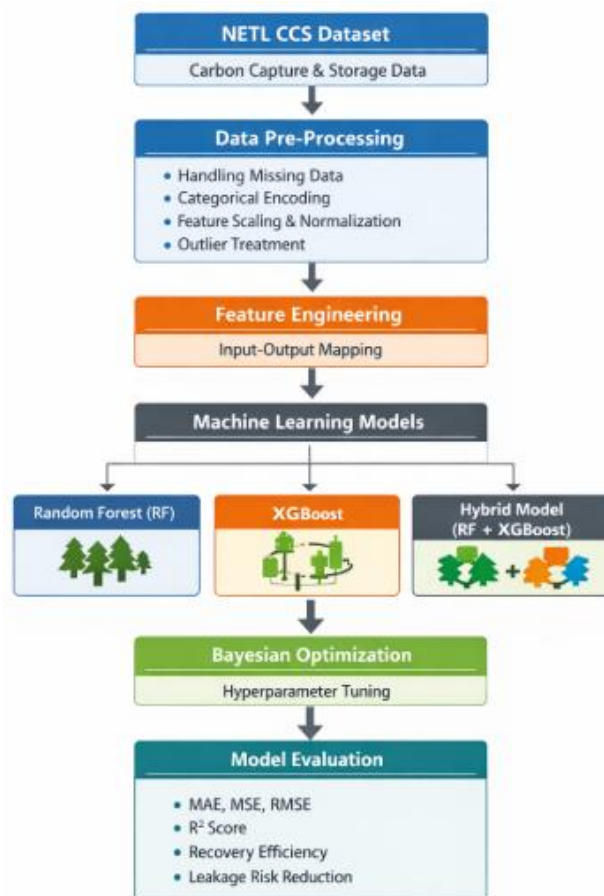 NETL CCS Dataset
Carbon Capture & Storage Data
Data Pre-Processing
• Handling Missing Data
• Categorical Encoding
• Feature Scaling & Normalization
• Outlier Treatment
Feature Engineering
Input-Output Mapping
Machine Learning Models
Random Forest (RF)
XGBoost
Hybrid Model
(RF + XGBoost)
+
Bayesian Optimization
Hyperparameter Tuning
Model Evaluation
• MAE, MSE, RMSE
• R² Score
• Recovery Efficiency
• Leakage Risk Reduction